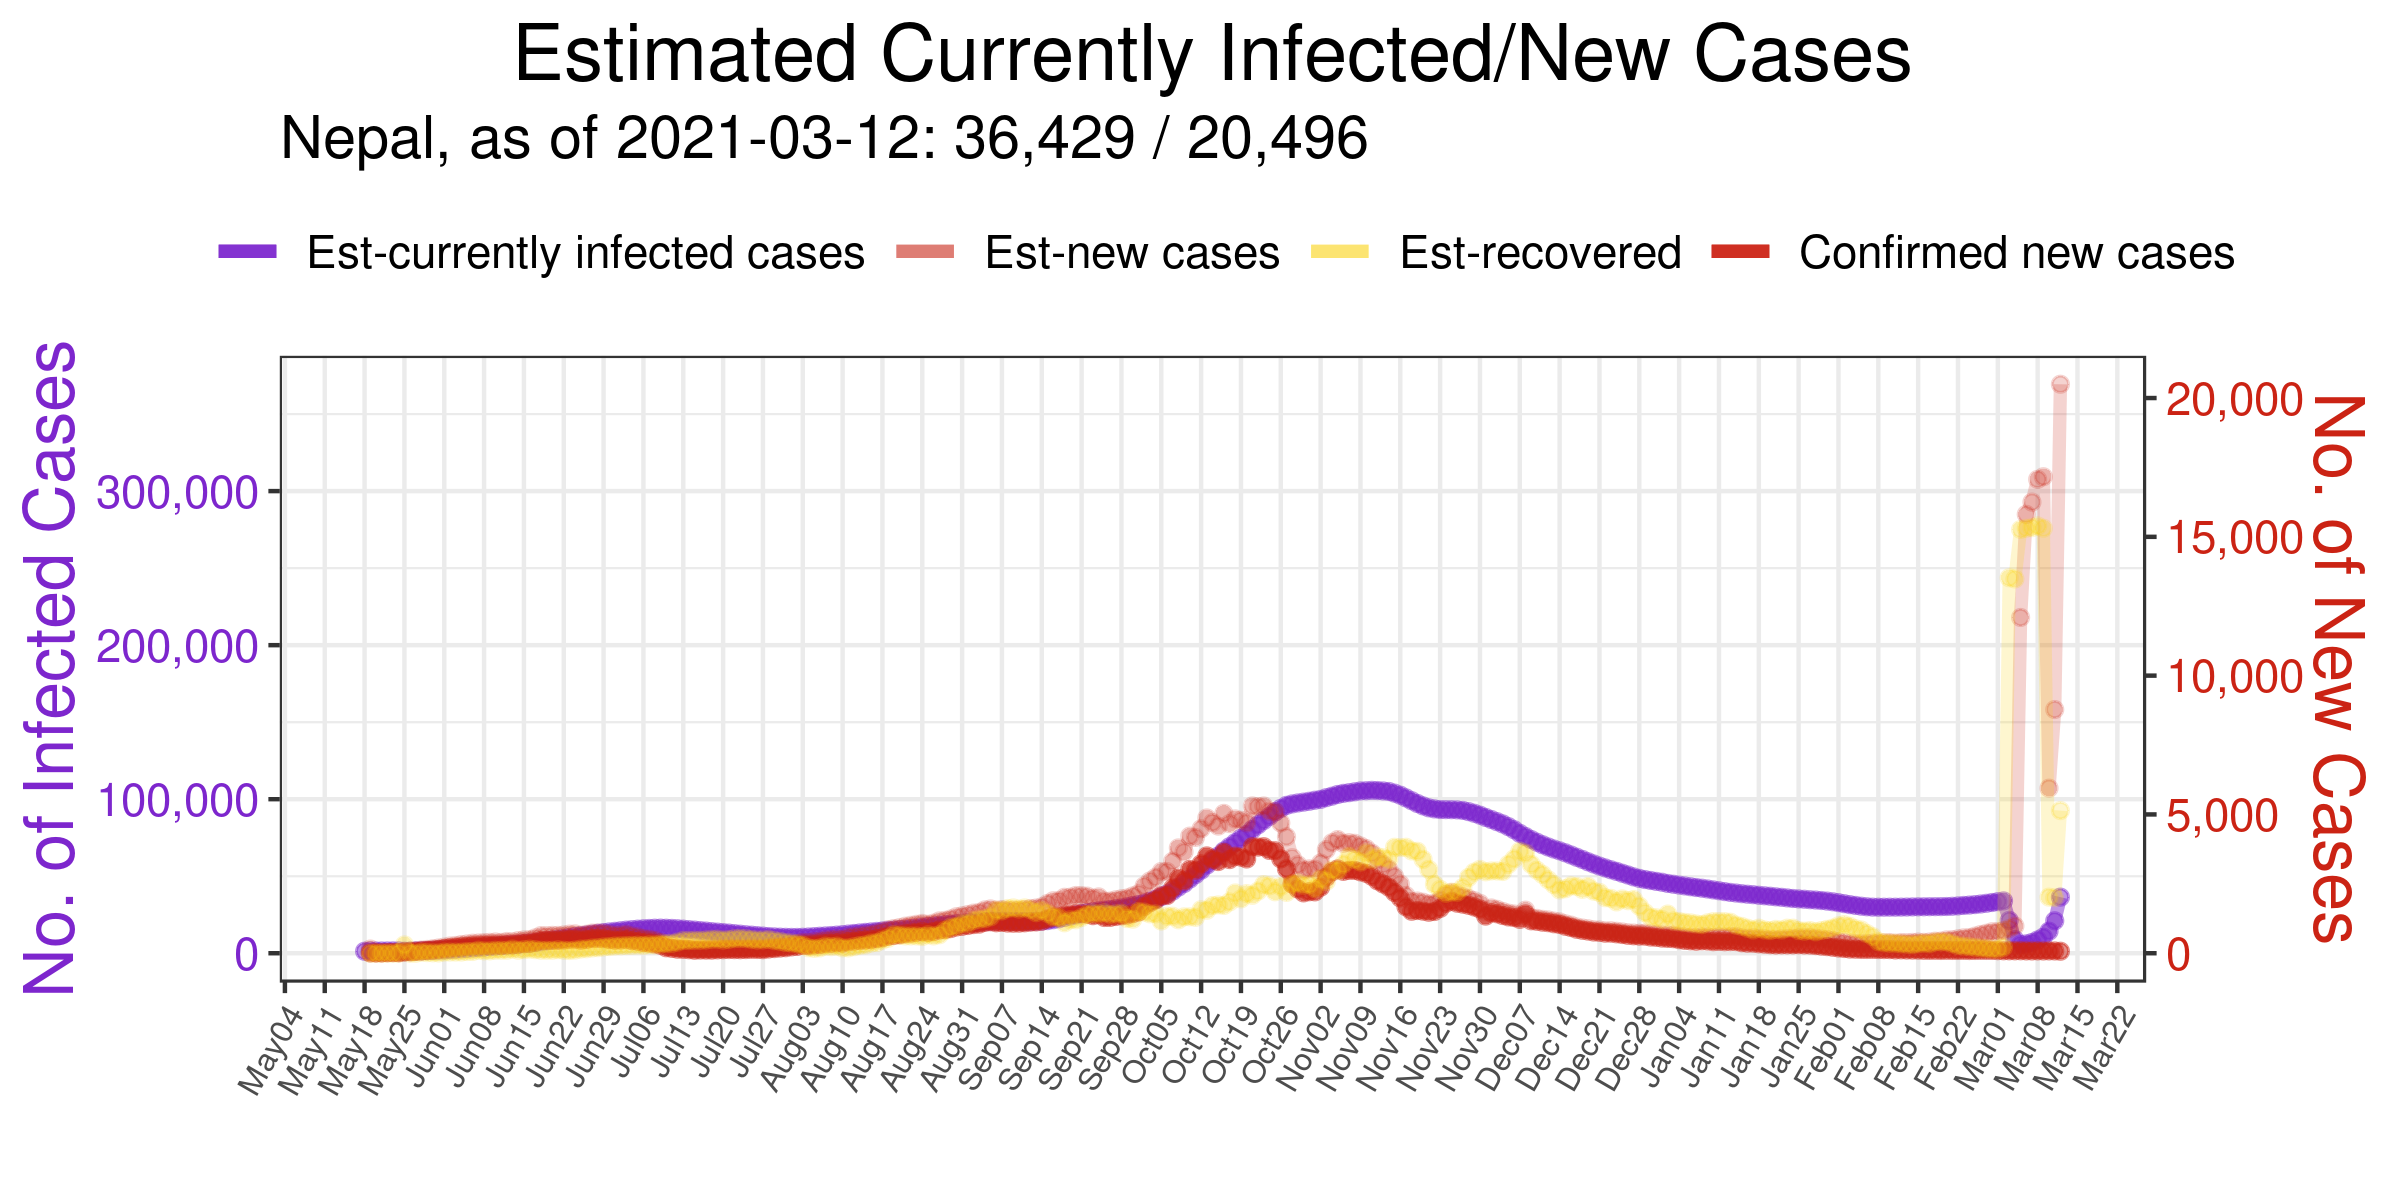 Estimated Currently Infected/New Cases
Nepal, as of 2021-03-12: 36,429 / 20,496
Est-currently infected cases Est-new cases Est-recovered Confirmed new cases
No. of Infected Cases
300,000
200,000
100,000
0
20,000
15,000
10,000
5,000
0
No. of New Cases
May04 May11 May18 May25 Jun01 Jun08 Jun15 Jun22 Jun29 Jul06 Jul13 Jul20 Jul27 Aug03 Aug10 Aug17 Aug24 Aug31 Sep07 Sep14 Sep21 Sep28 Oct05 Oct12 Oct19 Oct26 Nov02 Nov09 Nov16 Nov23 Nov30 Dec07 Dec14 Dec21 Dec28 Jan04 Jan11 Jan18 Jan25 Feb01 Feb08 Feb15 Feb22 Mar01 Mar08 Mar15 Mar22